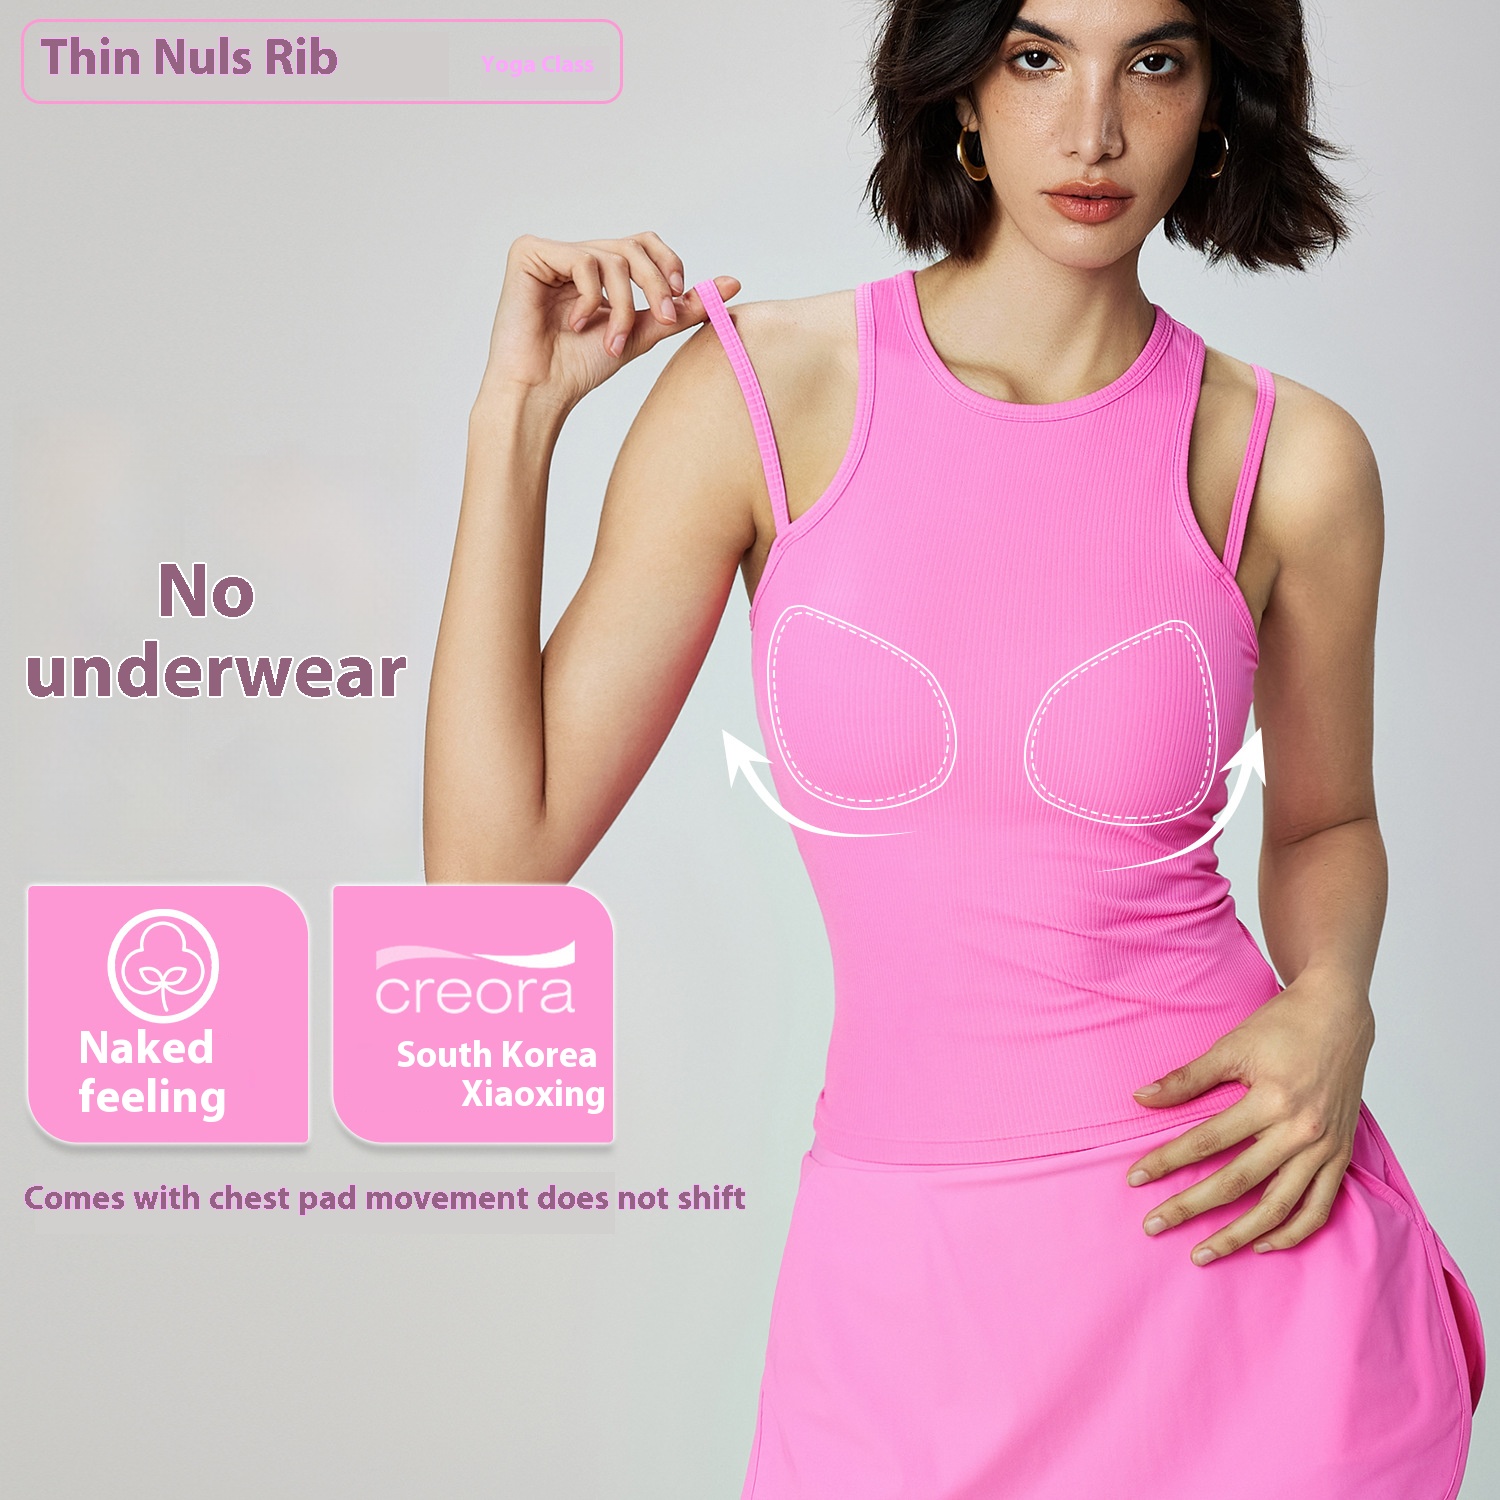 Thin Nuls Rib
Yoga Class
No
underwear
Naked
feeling
creora
South Korea
Xiaoxing
Comes with chest pad movement does not shift